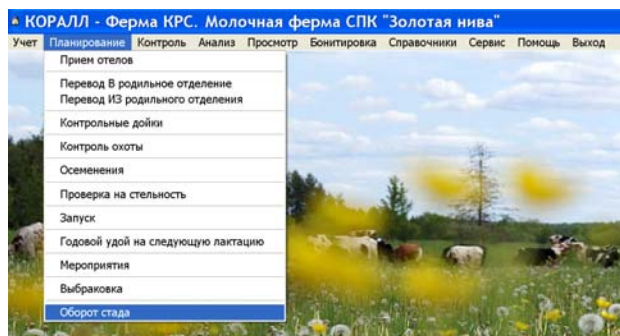 КОРАЛЛ - Ферма КРС. Молочная ферма СПК "Золотая нива"
Учет Планирование Контроль Анализ Просмотр Бонитировка Справочники Сервис Помощь Выход
Прием отелов
Перевод В родильное отделение
Перевод ИЗ родильного отделения
Контрольные дойки
Контроль охоты
Осеменения
Проверка на стельность
Запуск
Годовой удой на следующую лактацию
Мероприятия
Выбраковка
Оборот стада